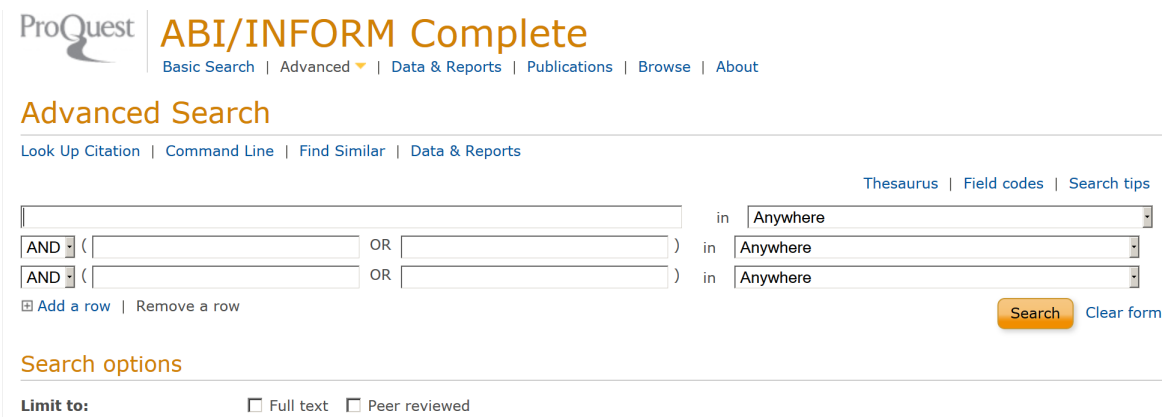 ProQuest
ABI/INFORM Complete
Basic Search | Advanced | Data & Reports | Publications | Browse | About
Advanced Search
Look Up Citation | Command Line | Find Similar | Data & Reports
Thesaurus | Field codes | Search tips
in Anywhere
AND ( OR ) in Anywhere
AND ( OR ) in Anywhere
Add a row | Remove a row
Search Clear form
Search options
Limit to: Full text Peer reviewed